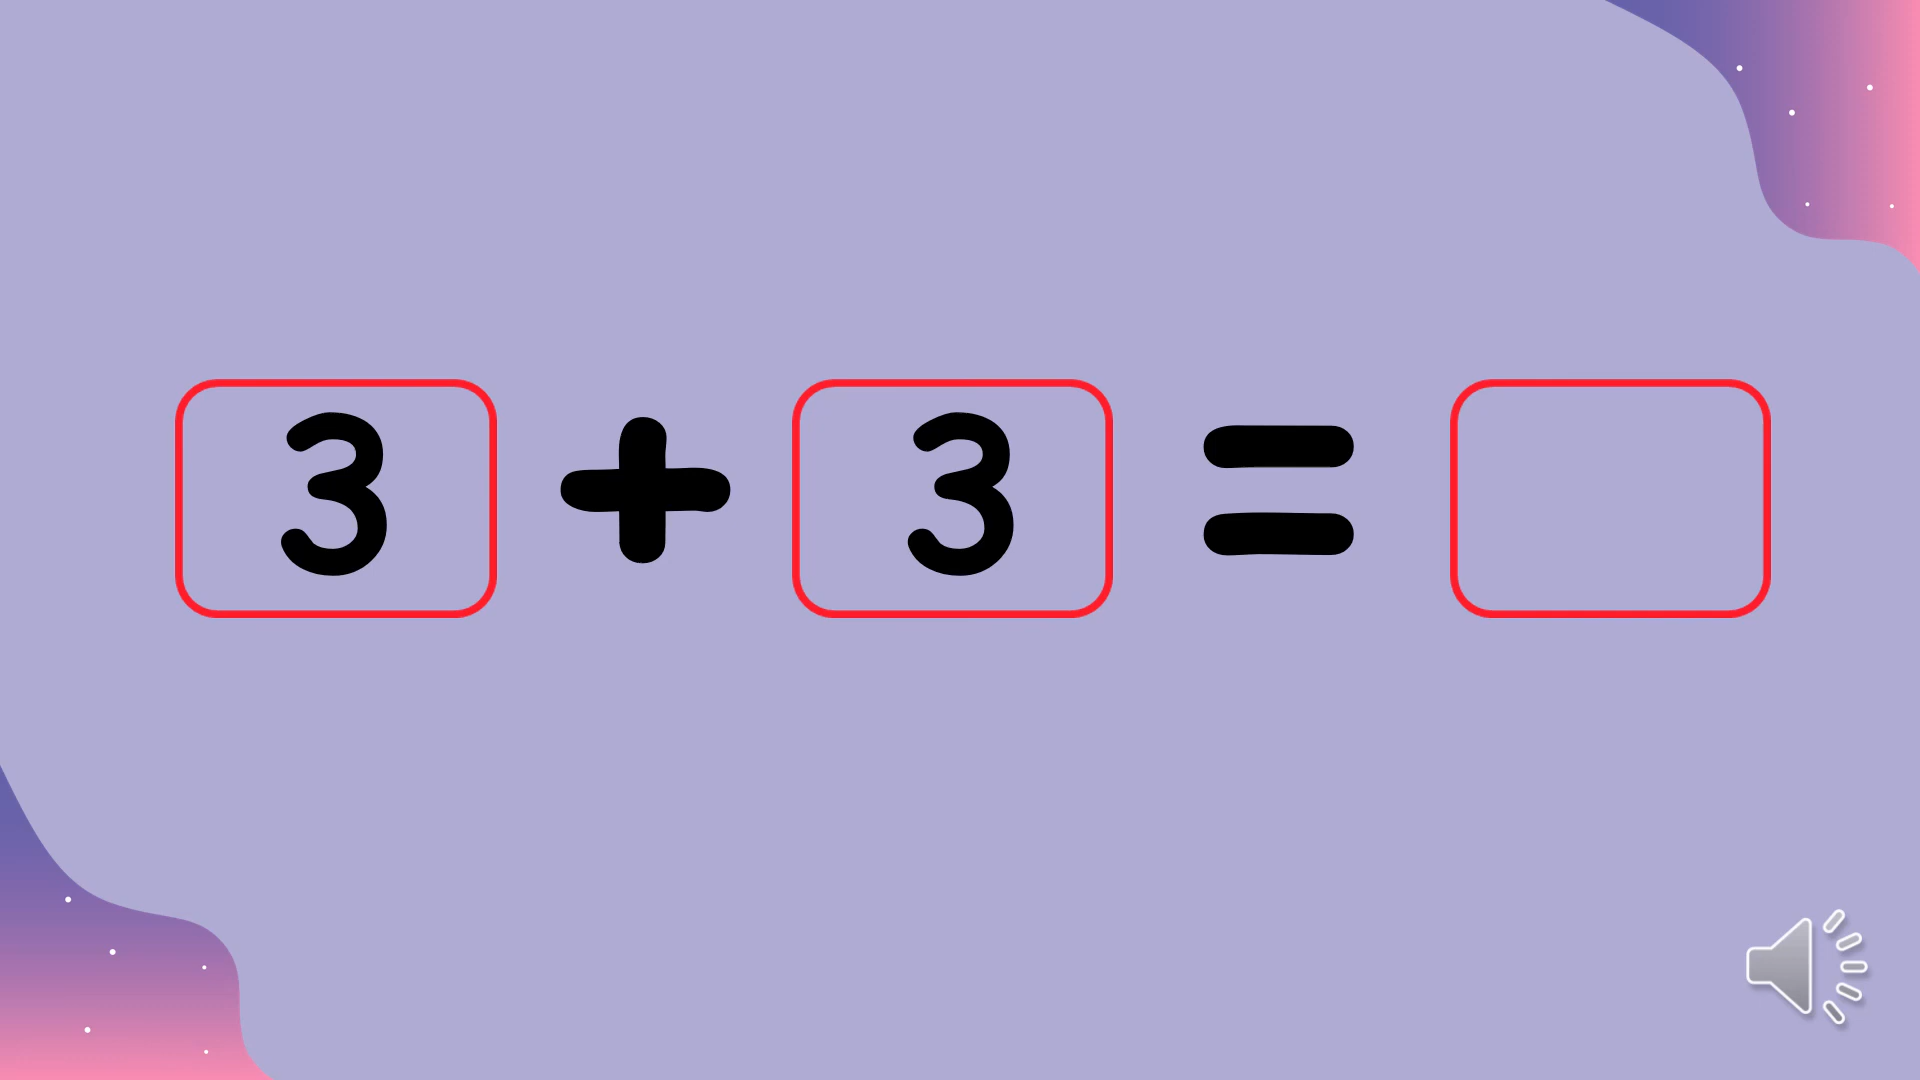 3 + 3 =